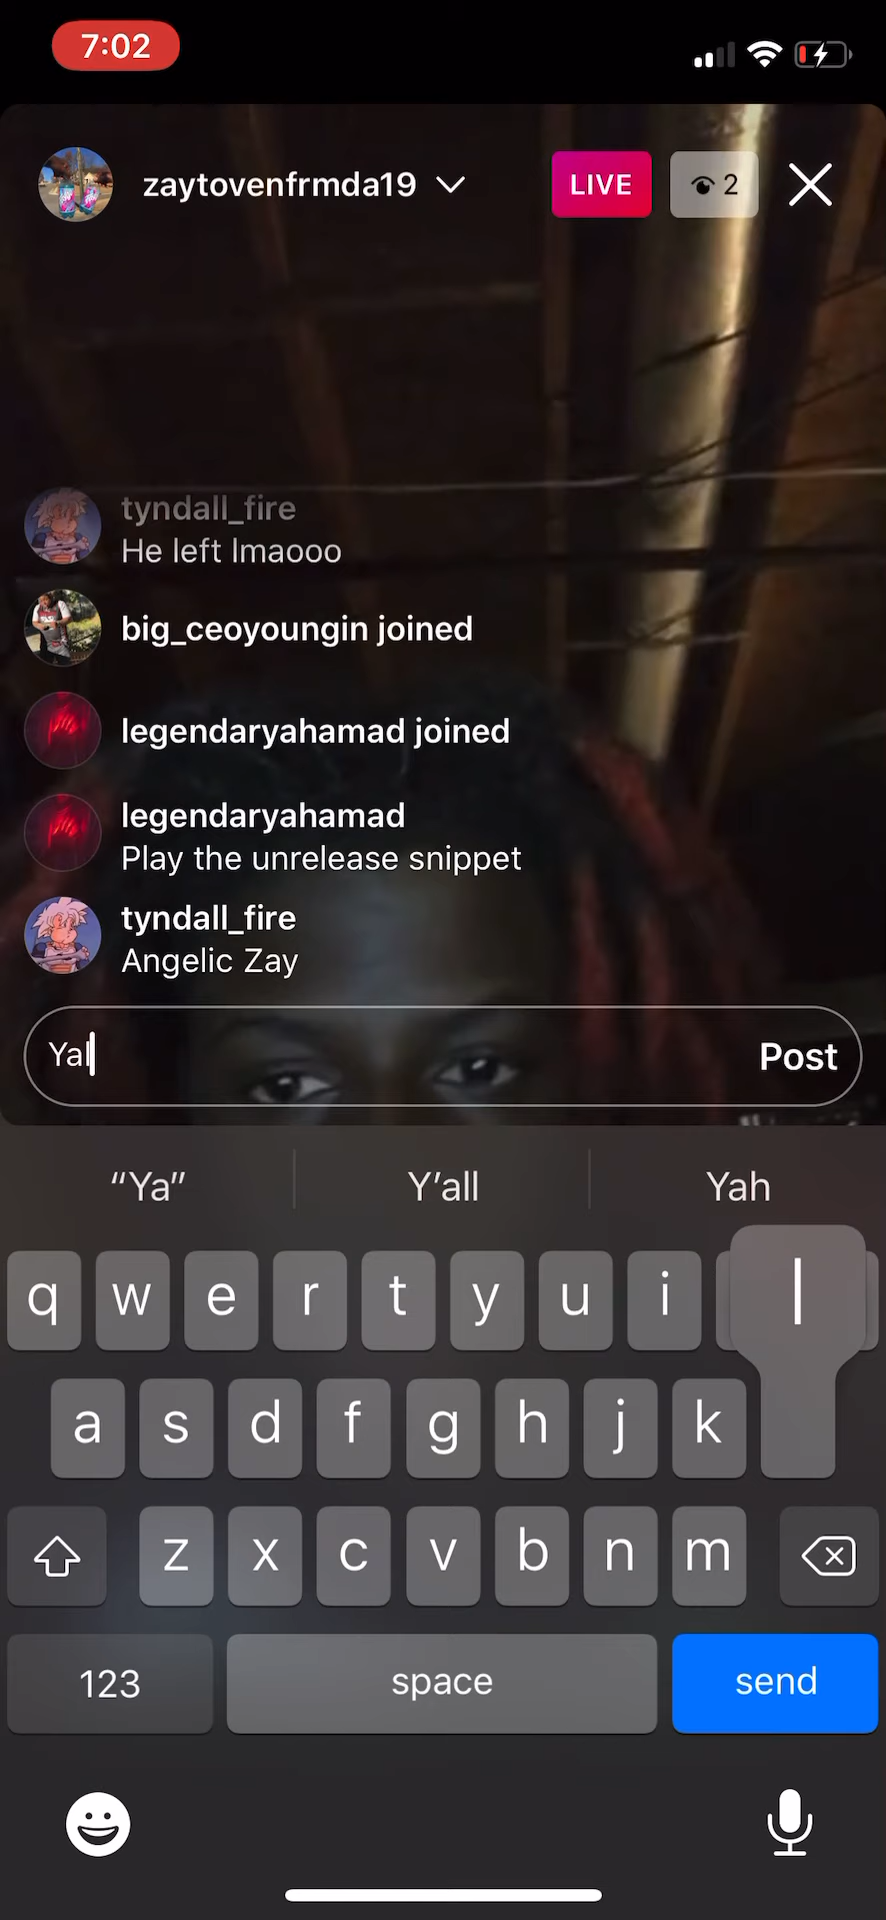 7:02
zaytovenfrmda19
LIVE
2
tyndall_fire
He left lmaooo
big_ceoyoungin joined
legendaryahamad joined
legendaryahamad
Play the unrelease snippet
tyndall_fire
Angelic Zay
Yal
Post
“Ya” Y’all Yah
q w e r t y u i l
a s d f g h j k
z x c v b n m
123 space send